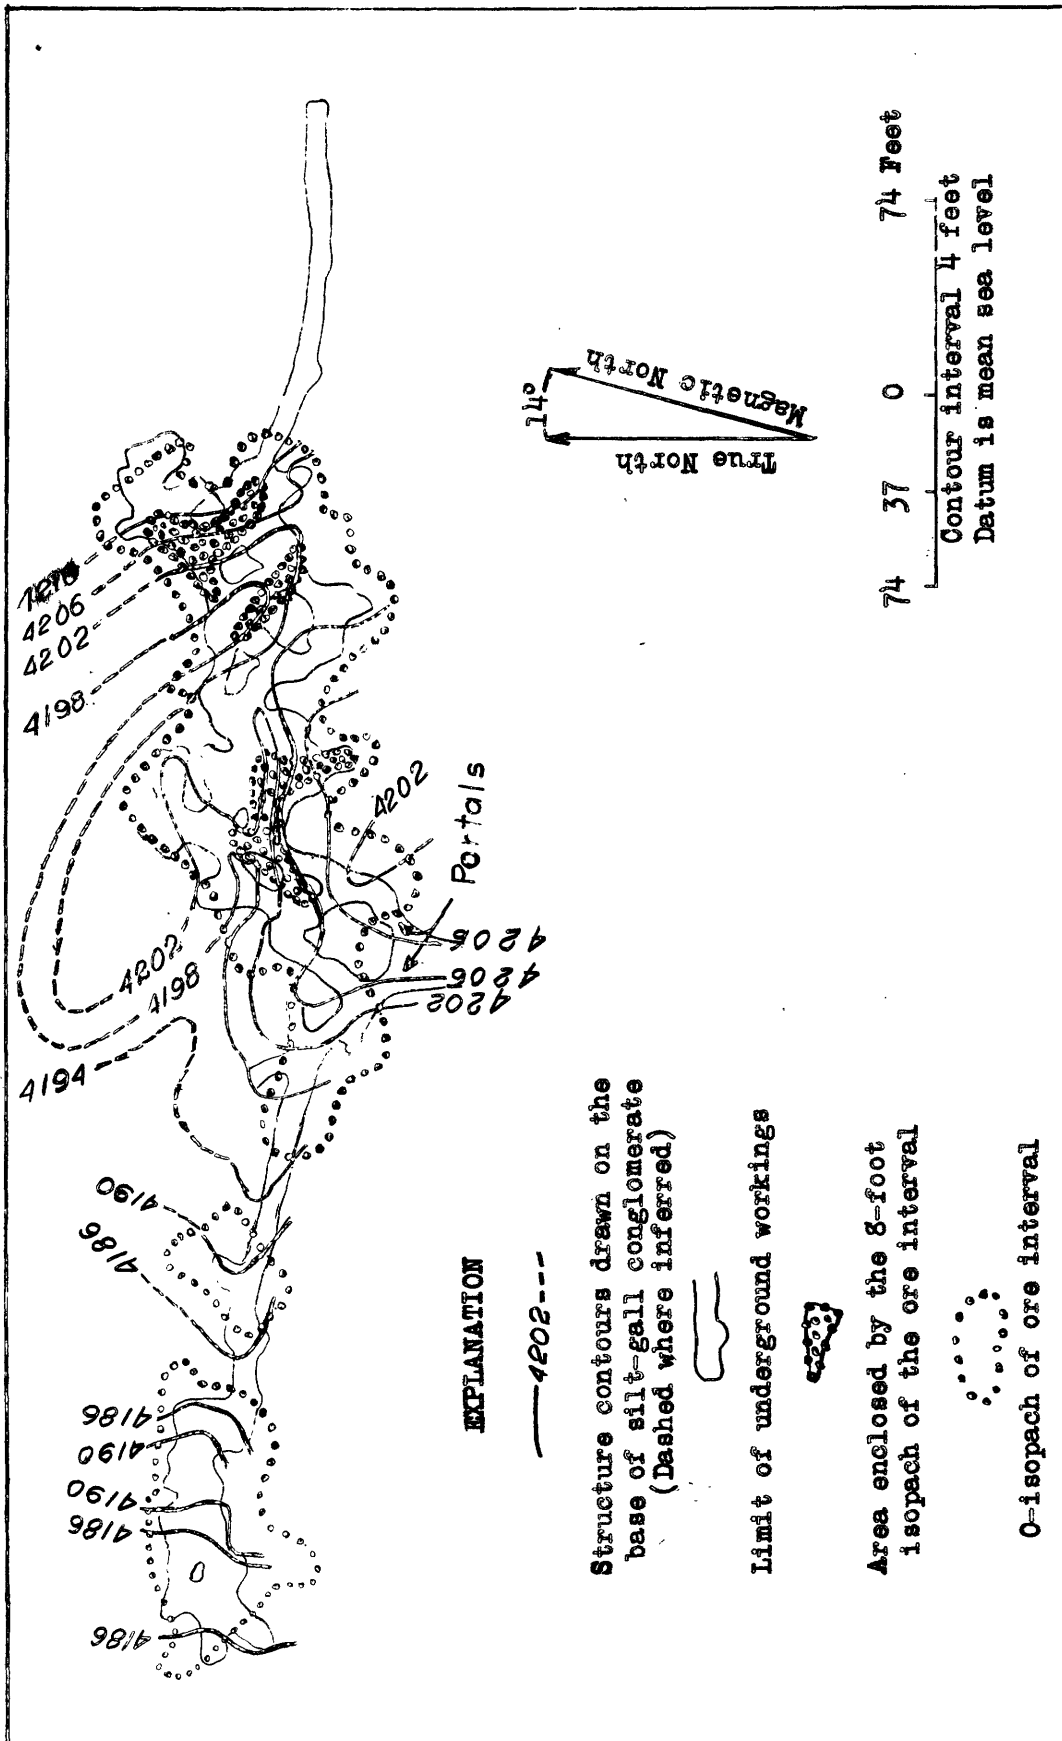 4206
4202
4198
4202
4198
4194
4190
4186
4186
4190
4190
4186
4186
4202
Portals
4206
4206
4202
14°
True North
Magnetic North
74 37 0 74 Feet
Contour interval 4 feet
Datum is mean sea level
EXPLANATION
4202
Structure contours drawn on the
base of silt-gall conglomerate
(Dashed where inferred)
Limit of underground workings
Area enclosed by the 8-foot
isopach of the ore interval
0-isopach of ore interval